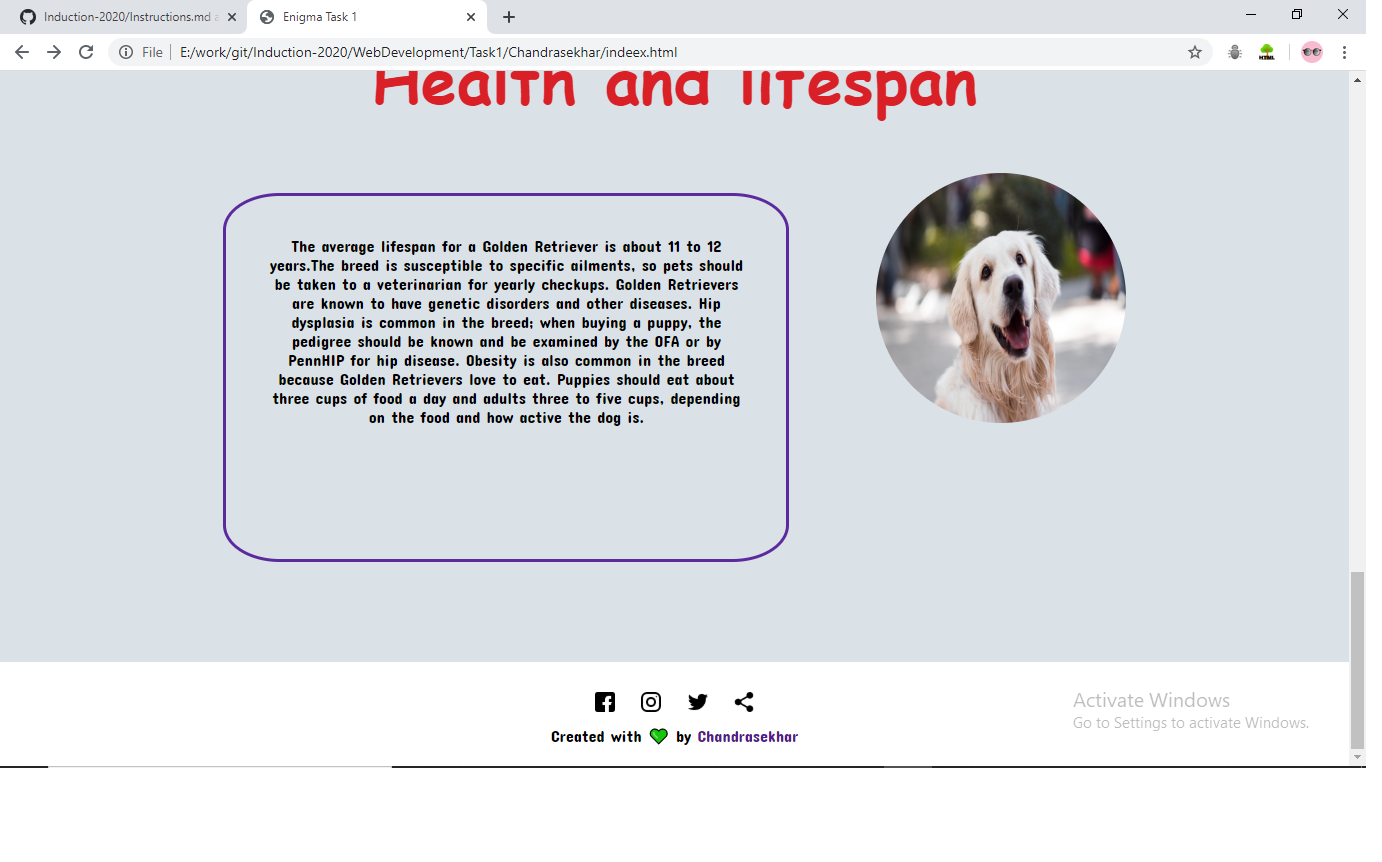 Induction-2020/Instructions.md a
Enigma Task 1
File
E:/work/git/Induction-2020/WebDevelopment/Task1/Chandrasekhar/indeex.html
HTML
Health and lifespan
The average lifespan for a Golden Retriever is about 11 to 12
years.The breed is susceptible to specific ailments, so pets should
be taken to a veterinarian for yearly checkups. Golden Retrievers
are known to have genetic disorders and other diseases. Hip
dysplasia is common in the breed; when buying a puppy, the
pedigree should be known and be examined by the OFA or by
PennHIP for hip disease. Obesity is also common in the breed
because Golden Retrievers love to eat. Puppies should eat about
three cups of food a day and adults three to five cups, depending
on the food and how active the dog is.
Activate Windows
Go to Settings to activate Windows.
Created with 💚 by Chandrasekhar